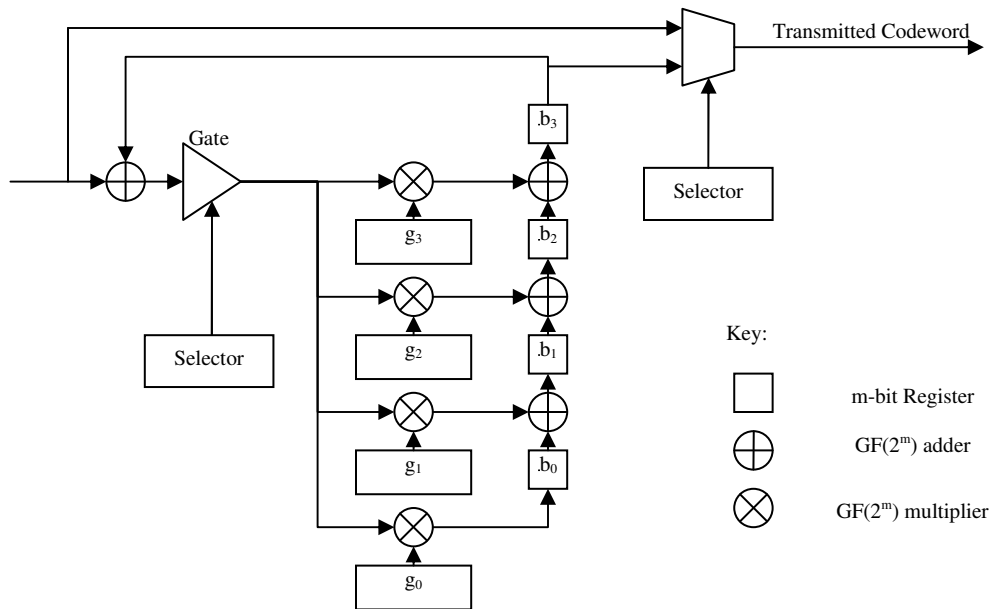 Transmitted Codeword
.b₃
Gate
Selector
g₃
.b₂
g₂
Selector
.b₁
Key:
m-bit Register
g₁
.b₀
GF(2ᵐ) adder
GF(2ᵐ) multiplier
g₀